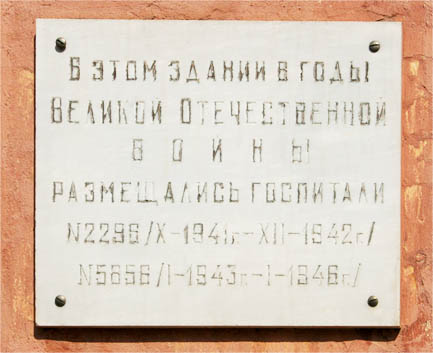 В ЭТОМ ЗДАНИИ В ГОДЫ
ВЕЛИКОЙ ОТЕЧЕСТВЕННОЙ
ВОЙНЫ
РАЗМЕЩАЛИСЬ ГОСПИТАЛИ
N2296/X-1941г.-XII-1942г./
N5858/I-1943г.-I-1946г./